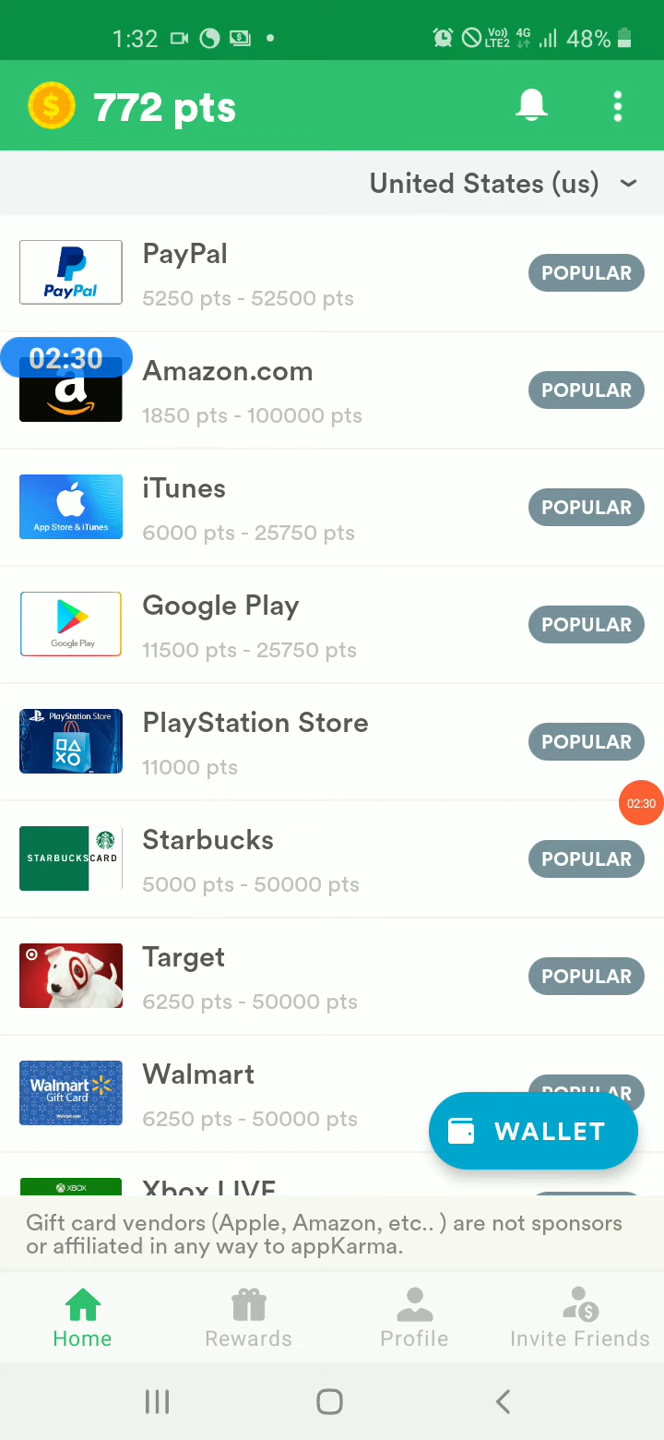 1:32
Vo)) LTE2 4G 48%
772 pts
United States (us)
PayPal
PayPal
5250 pts - 52500 pts
POPULAR
02:30
a
Amazon.com
1850 pts - 100000 pts
POPULAR
App Store & iTunes
iTunes
6000 pts - 25750 pts
POPULAR
Google Play
Google Play
11500 pts - 25750 pts
POPULAR
PlayStation Store
PlayStation Store
11000 pts
POPULAR
02:30
STARBUCKSCARD
Starbucks
5000 pts - 50000 pts
POPULAR
Target
6250 pts - 50000 pts
POPULAR
Walmart
Gift Card
Walmart.com
Walmart
6250 pts - 50000 pts
POPULAR
WALLET
XBOX
Xbox LIVE
Gift card vendors (Apple, Amazon, etc.. ) are not sponsors
or affiliated in any way to appKarma.
Home
Rewards
Profile
Invite Friends